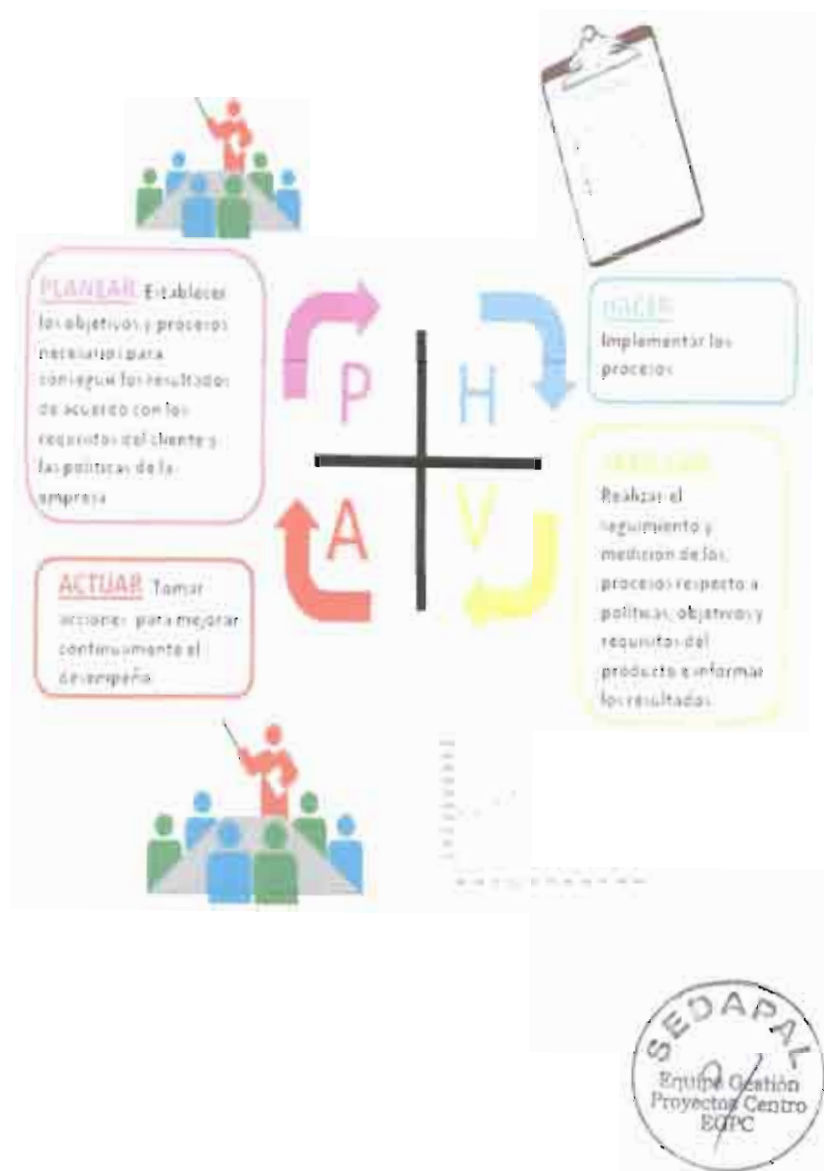 PLANEAR Establecer
los objetivos y procesos
necesarios para
conseguir los resultados
de acuerdo con los
requisitos del cliente y
las políticas de la
empresa
P
H
HACER
Implementar los
procesos
A
V
VERIFICAR
Realizar el
seguimiento y
medición de los
procesos respecto a
políticas, objetivos y
requisitos del
producto e informar
los resultados
ACTUAR Tomar
acciones para mejorar
continuamente el
desempeño
SEDAPAL
Equipo Gestión
Proyectos Centro
EGPC